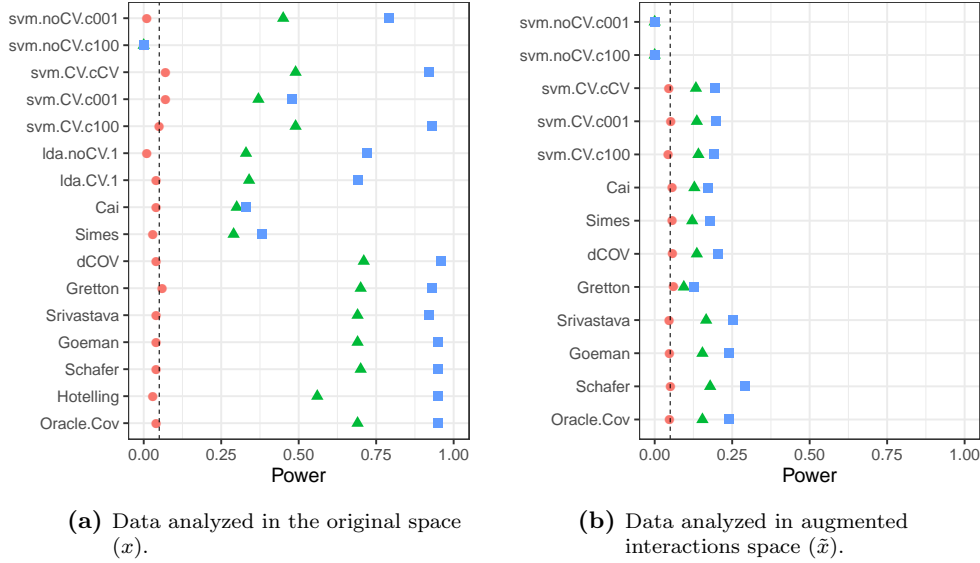 svm.noCV.c001
svm.noCV.c100
svm.CV.cCV
svm.CV.c001
svm.CV.c100
lda.noCV.1
lda.CV.1
Cai
Simes
dCOV
Gretton
Srivastava
Goeman
Schafer
Hotelling
Oracle.Cov
0.00 0.25 0.50 0.75 1.00
Power
(a) Data analyzed in the original space
(x).
svm.noCV.c001
svm.noCV.c100
svm.CV.cCV
svm.CV.c001
svm.CV.c100
Cai
Simes
dCOV
Gretton
Srivastava
Goeman
Schafer
Oracle.Cov
0.00 0.25 0.50 0.75 1.00
Power
(b) Data analyzed in augmented
interactions space (x̃).